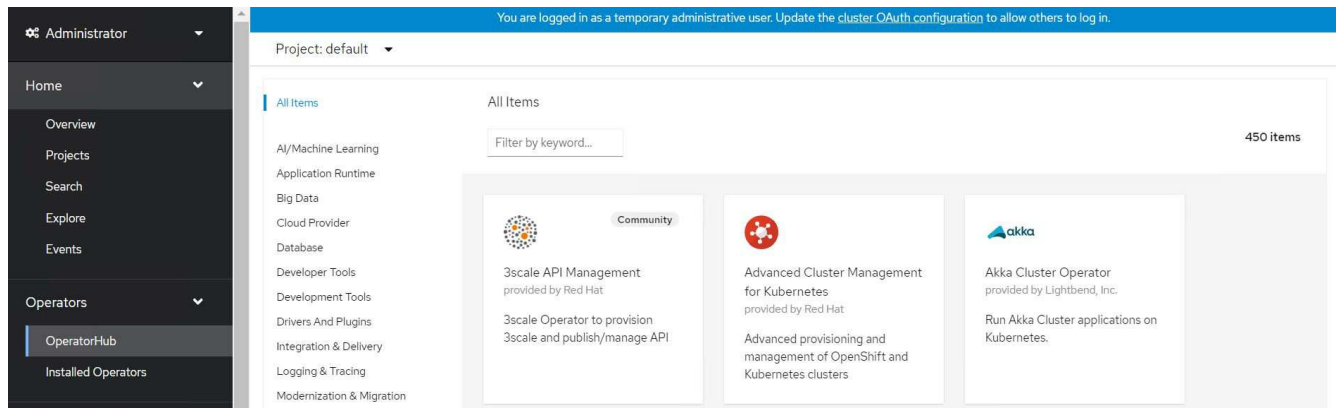 You are logged in as a temporary administrative user. Update the cluster OAuth configuration to allow others to log in.
Administrator
Home
Overview
Projects
Search
Explore
Events
Operators
OperatorHub
Installed Operators
Project: default
All Items
AI/Machine Learning
Application Runtime
Big Data
Cloud Provider
Database
Developer Tools
Development Tools
Drivers And Plugins
Integration & Delivery
Logging & Tracing
Modernization & Migration
All Items
Filter by keyword...
450 items
Community
3scale API Management
provided by Red Hat
3scale Operator to provision
3scale and publish/manage API
Advanced Cluster Management
for Kubernetes
provided by Red Hat
Advanced provisioning and
management of OpenShift and
Kubernetes clusters
akka
Akka Cluster Operator
provided by Lightbend, Inc.
Run Akka Cluster applications on
Kubernetes.